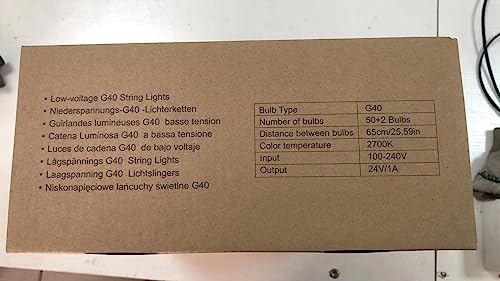 • Low-voltage G40 String Lights
• Niederspannungs-G40 -Lichterketten
• Guirlandes lumineuses G40 basse tension
• Catena Luminosa G40 a bassa tensione
• Luces de cadena G40 de bajo voltaje
• Lågspännings G40 String Lights
• Laagspanning G40 Lichtslingers
• Niskonapięciowe łańcuchy świetlne G40
Bulb Type G40
Number of bulbs 50+2 Bulbs
Distance between bulbs 65cm/25.59in
Color temperature 2700K
Input 100-240V
Output 24V/1A